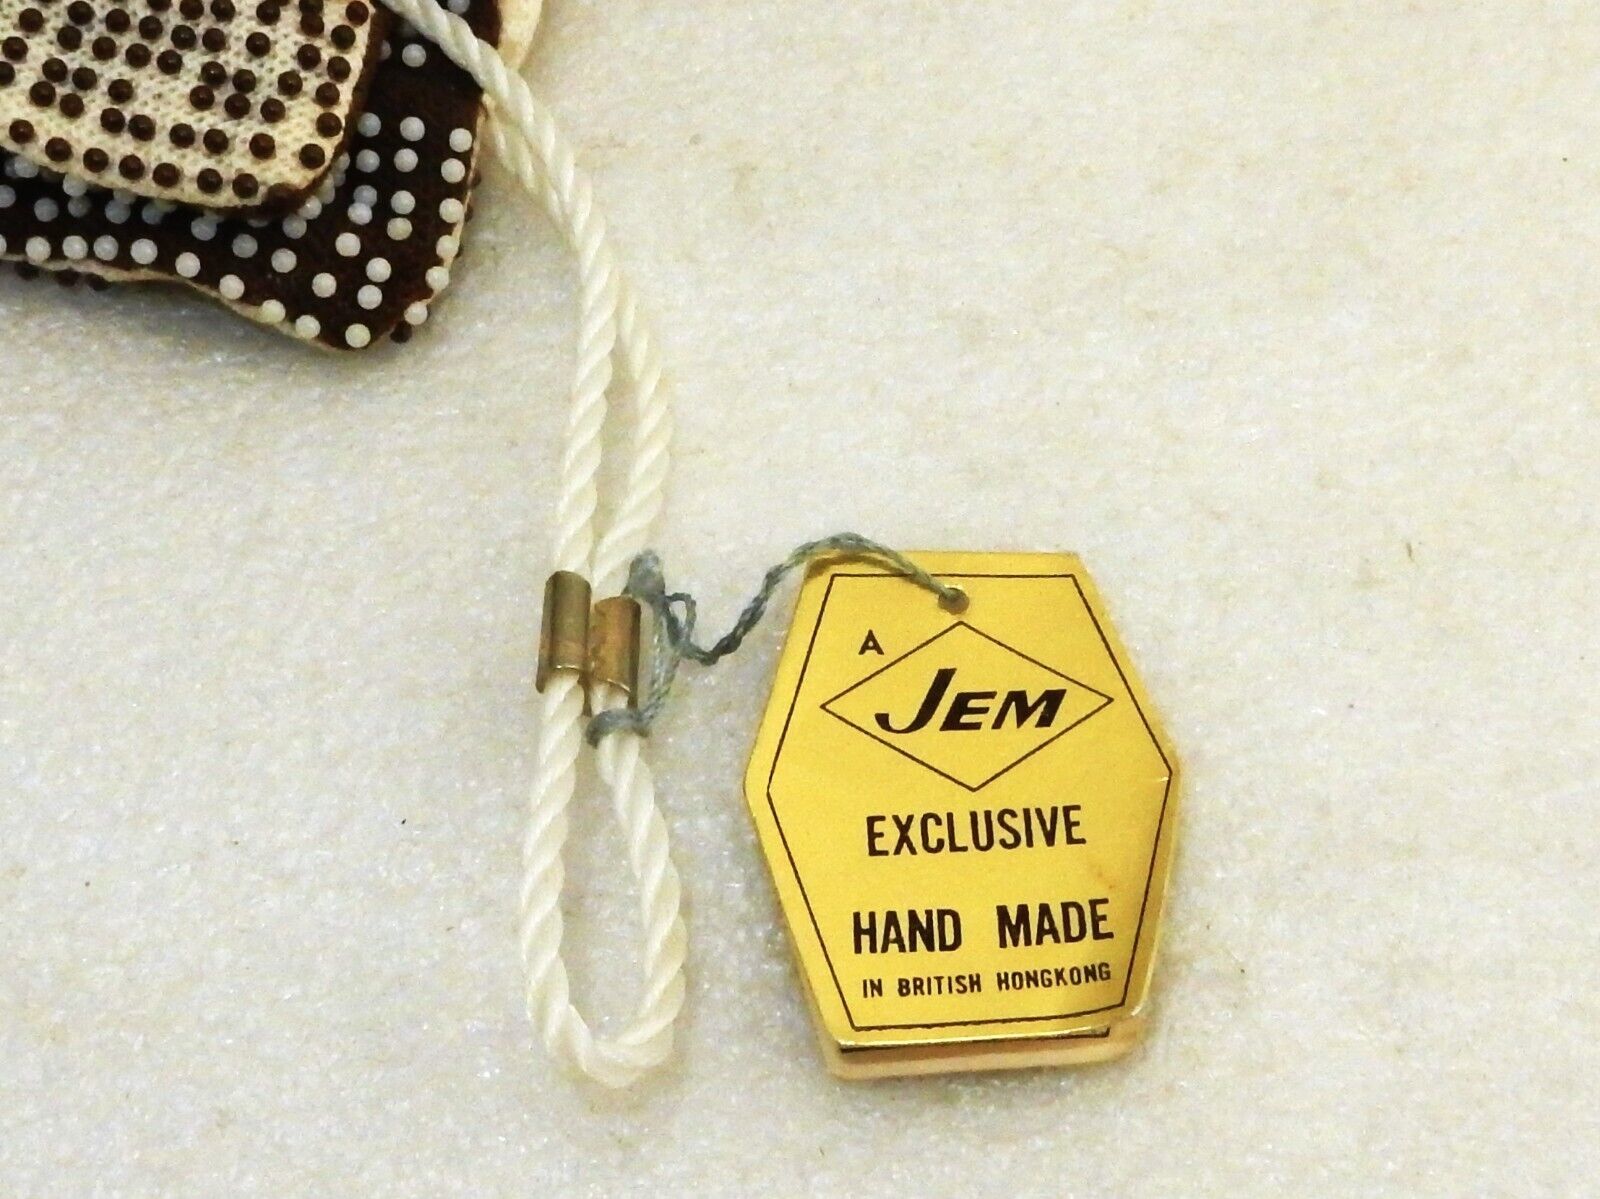 A
JEM
EXCLUSIVE
HAND MADE
IN BRITISH HONGKONG